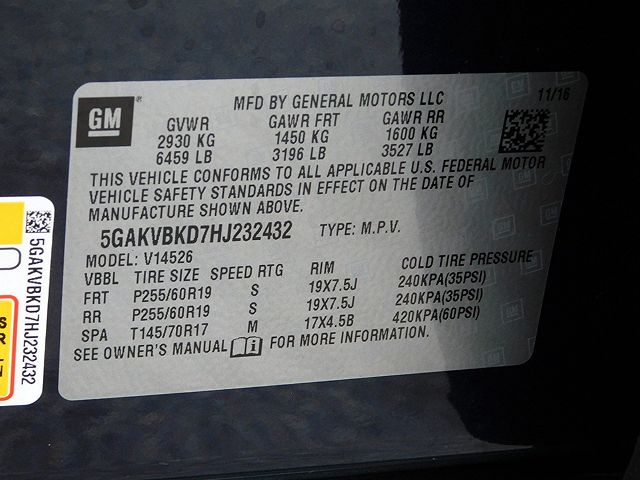 GM
MFD BY GENERAL MOTORS LLC 11/16
GVWR GAWR FRT GAWR RR
2930 KG 1450 KG 1600 KG
6459 LB 3196 LB 3527 LB
THIS VEHICLE CONFORMS TO ALL APPLICABLE U.S. FEDERAL MOTOR
VEHICLE SAFETY STANDARDS IN EFFECT ON THE DATE OF
MANUFACTURE SHOWN ABOVE.
5GAKVBKD7HJ232432 TYPE: M.P.V.
MODEL: V14526
VBBL TIRE SIZE SPEED RTG RIM COLD TIRE PRESSURE
FRT P255/60R19 S 19X7.5J 240KPA(35PSI)
RR P255/60R19 S 19X7.5J 240KPA(35PSI)
SPA T145/70R17 M 17X4.5B 420KPA(60PSI)
SEE OWNER'S MANUAL FOR MORE INFORMATION.
5GAKVBKD7HJ232432